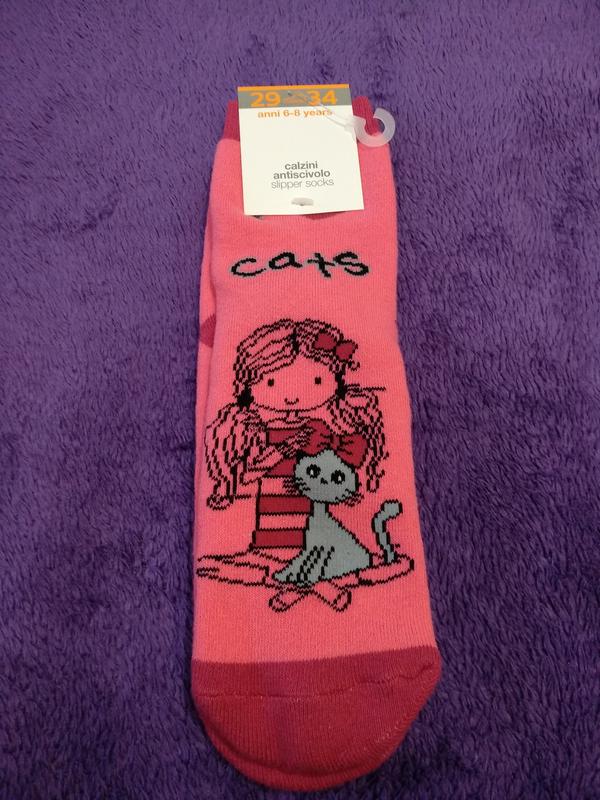 29 34
anni 6-8 years
calzini
antiscivolo
slipper socks
cats